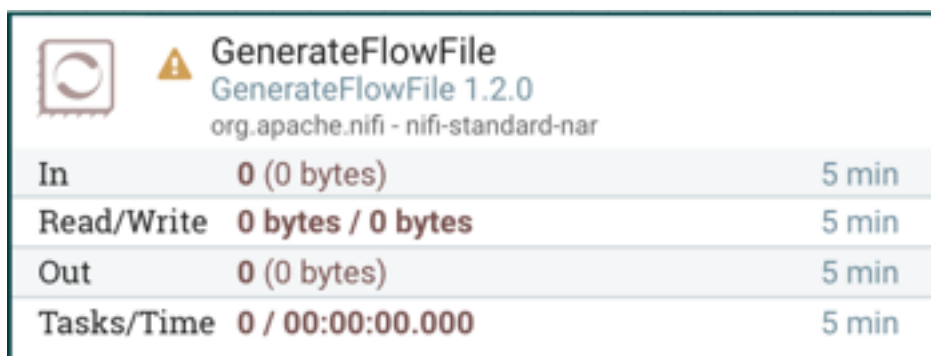 GenerateFlowFile
GenerateFlowFile 1.2.0
org.apache.nifi - nifi-standard-nar
In 0 (0 bytes) 5 min
Read/Write 0 bytes / 0 bytes 5 min
Out 0 (0 bytes) 5 min
Tasks/Time 0 / 00:00:00.000 5 min